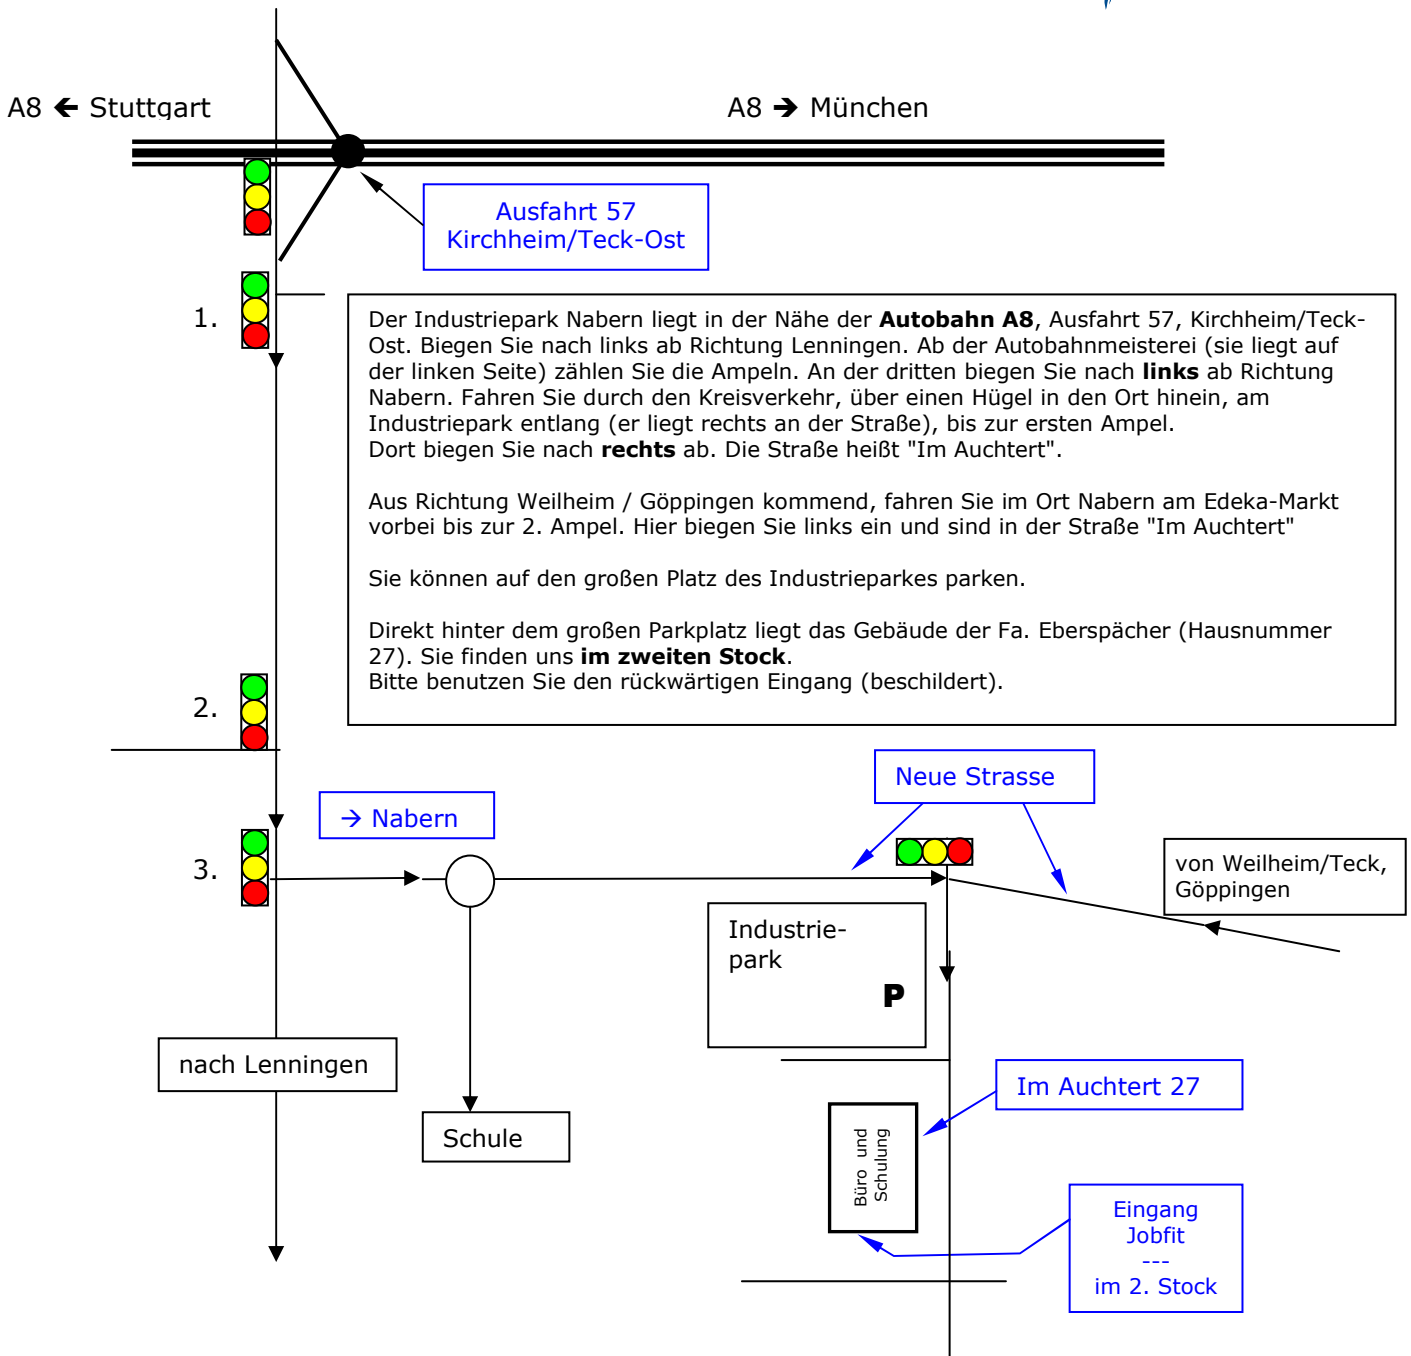 A8 ← Stuttgart
A8 → München
Ausfahrt 57
Kirchheim/Teck-Ost
1.
Der Industriepark Nabern liegt in der Nähe der Autobahn A8, Ausfahrt 57, Kirchheim/Teck-
Ost. Biegen Sie nach links ab Richtung Lenningen. Ab der Autobahnmeisterei (sie liegt auf
der linken Seite) zählen Sie die Ampeln. An der dritten biegen Sie nach links ab Richtung
Nabern. Fahren Sie durch den Kreisverkehr, über einen Hügel in den Ort hinein, am
Industriepark entlang (er liegt rechts an der Straße), bis zur ersten Ampel.
Dort biegen Sie nach rechts ab. Die Straße heißt "Im Auchtert".
Aus Richtung Weilheim / Göppingen kommend, fahren Sie im Ort Nabern am Edeka-Markt
vorbei bis zur 2. Ampel. Hier biegen Sie links ein und sind in der Straße "Im Auchtert"
Sie können auf den großen Platz des Industrieparkes parken.
Direkt hinter dem großen Parkplatz liegt das Gebäude der Fa. Eberspächer (Hausnummer
27). Sie finden uns im zweiten Stock.
Bitte benutzen Sie den rückwärtigen Eingang (beschildert).
2.
Neue Strasse
→ Nabern
3.
von Weilheim/Teck,
Göppingen
Industrie-
park
P
nach Lenningen
Im Auchtert 27
Schule
Büro und
Schulung
Eingang
Jobfit
---
im 2. Stock